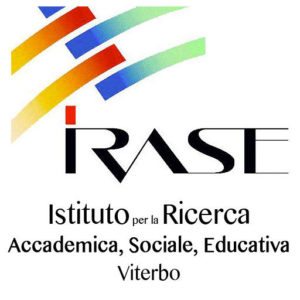 IRASE
Istituto per la Ricerca
Accademica, Sociale, Educativa
Viterbo